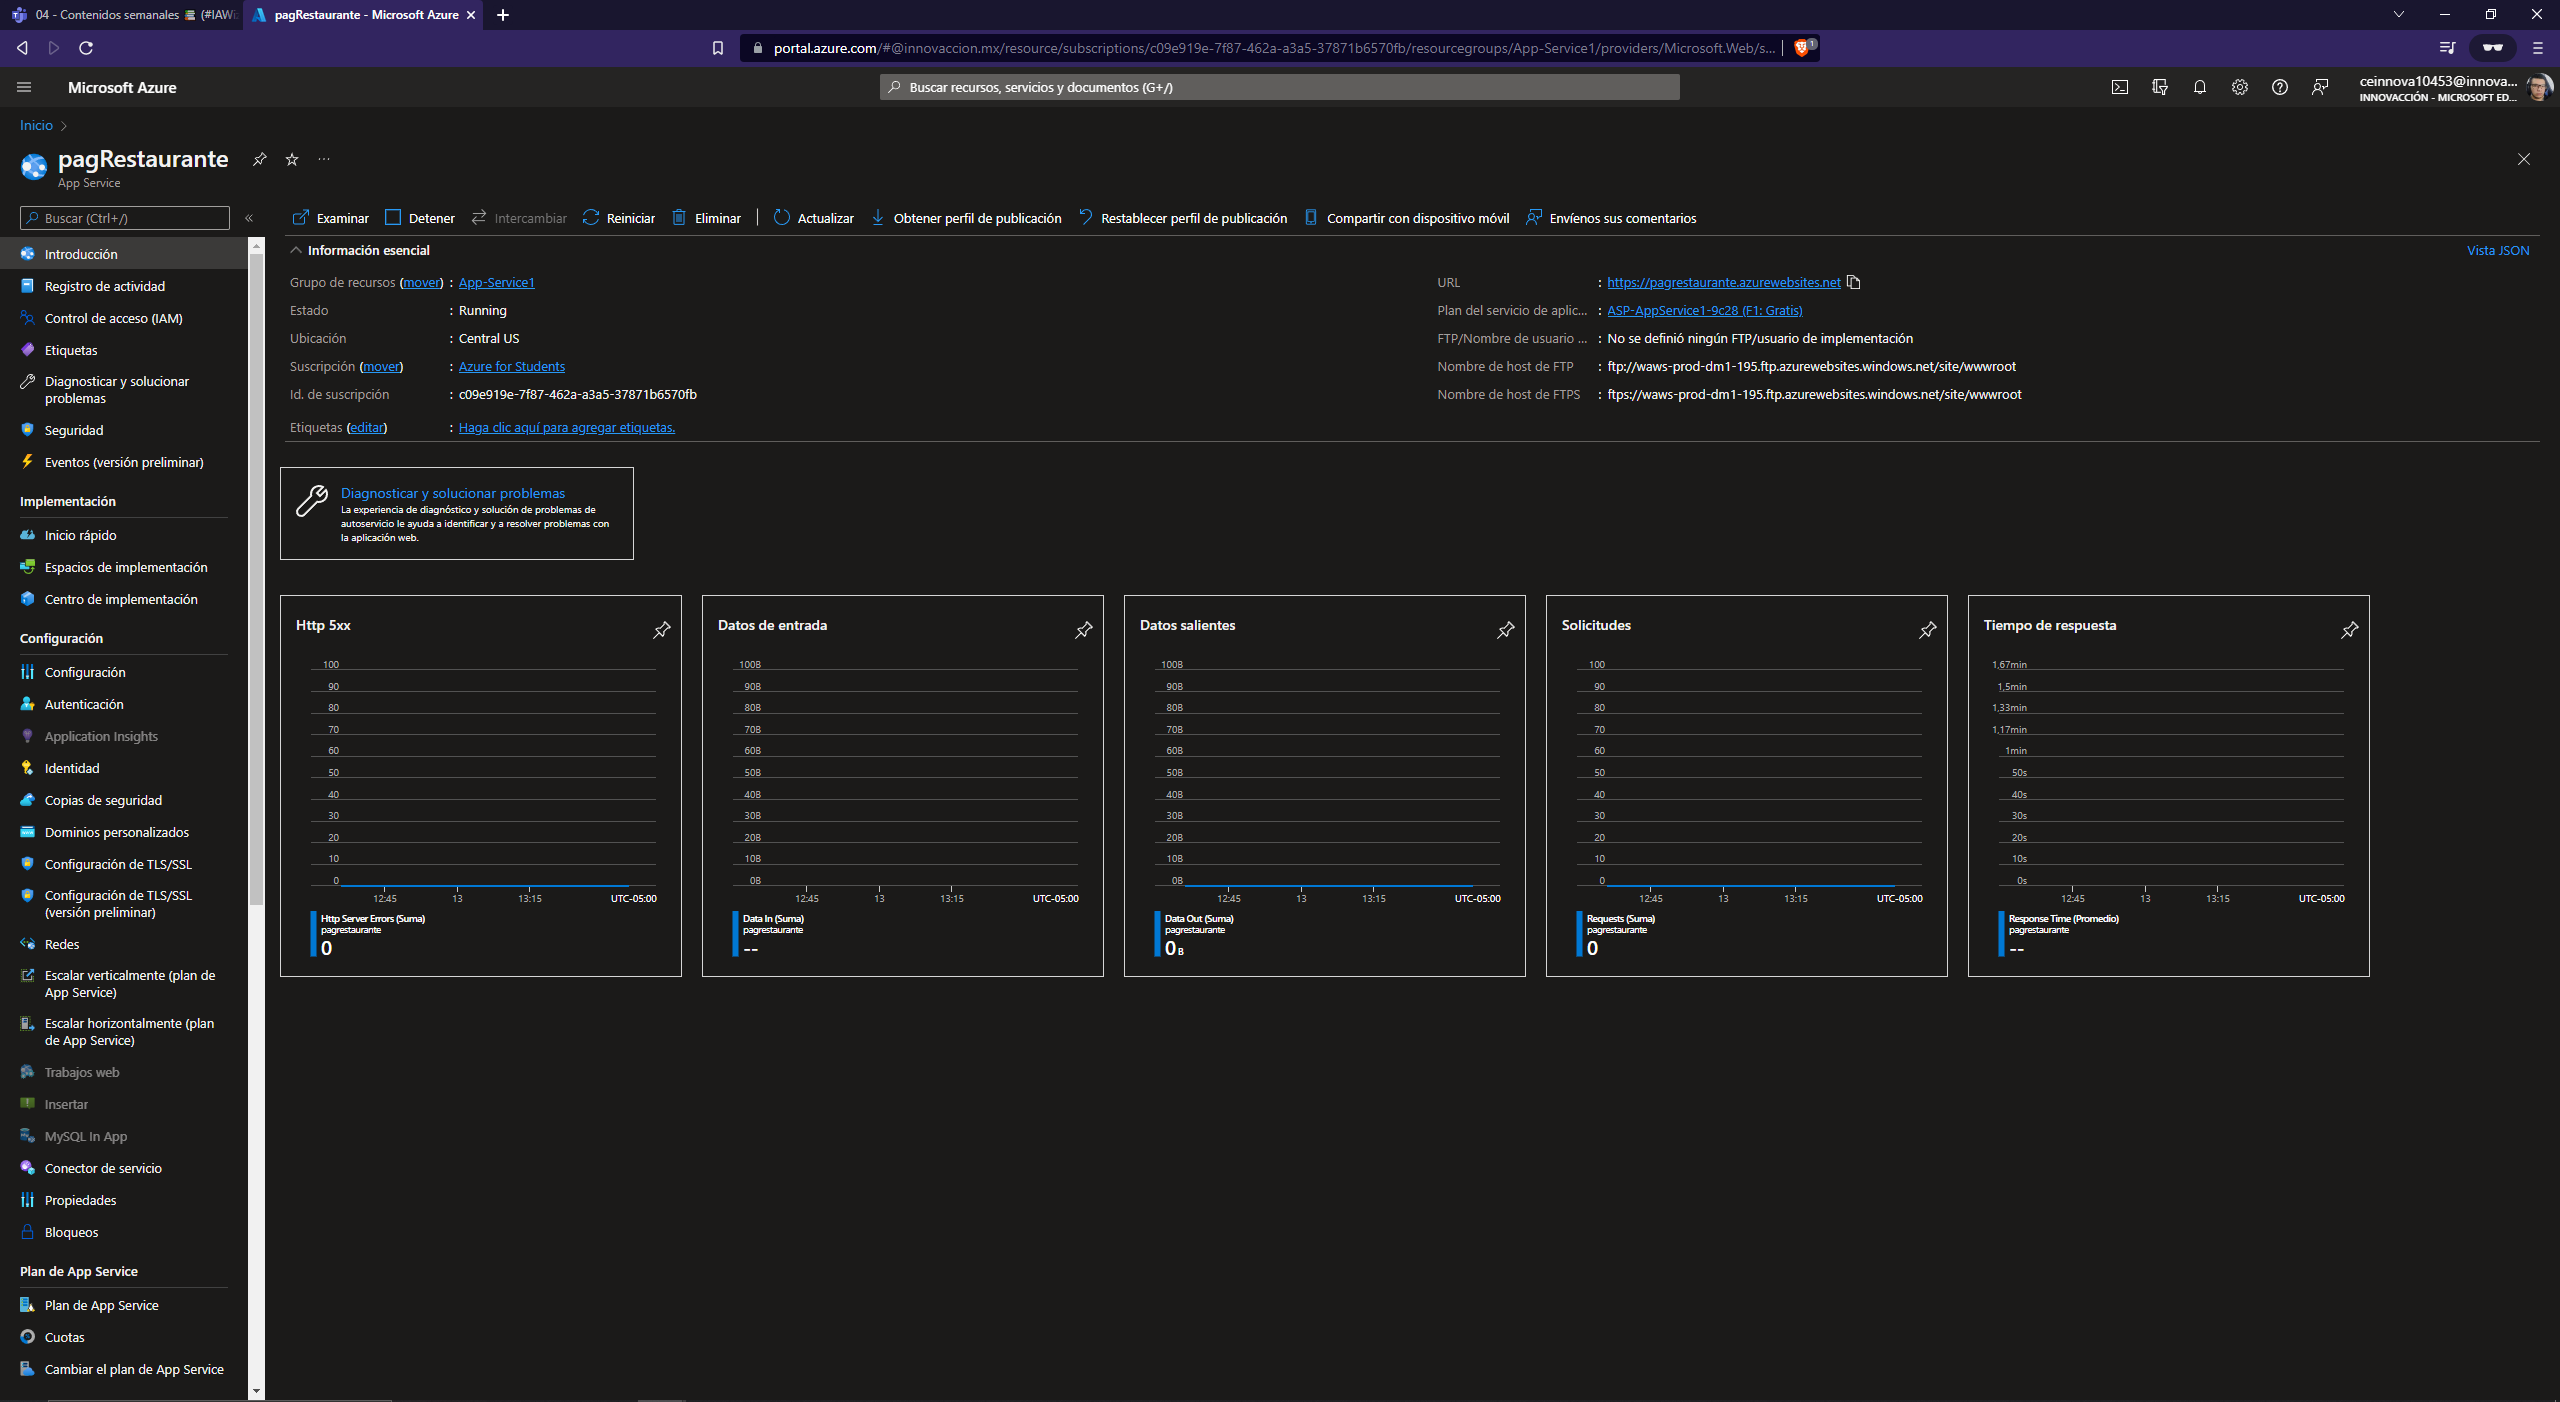 04 - Contenidos semanales
pagRestaurante - Microsoft Azure
portal.azure.com/#@innovaccion.mx/resource/subscriptions/c09e919e-7f87-462a-a3a5-37871b6570fb/resourcegroups/App-Service1/providers/Microsoft.Web/s...
1
Microsoft Azure
Buscar recursos, servicios y documentos (G+/)
ceinnova10453@innova...
INNOVACCIÓN - MICROSOFT ED...
Inicio
pagRestaurante
App Service
Buscar (Ctrl+/)
Examinar
Detener
Intercambiar
Reiniciar
Eliminar
Actualizar
Obtener perfil de publicación
Restablecer perfil de publicación
Compartir con dispositivo móvil
Envíenos sus comentarios
Introducción
Registro de actividad
Control de acceso (IAM)
Etiquetas
Diagnosticar y solucionar
problemas
Seguridad
Eventos (versión preliminar)
Implementación
Inicio rápido
Espacios de implementación
Centro de implementación
Configuración
Configuración
Autenticación
Application Insights
Identidad
Copias de seguridad
Dominios personalizados
Configuración de TLS/SSL
Configuración de TLS/SSL
(versión preliminar)
Redes
Escalar verticalmente (plan de
App Service)
Escalar horizontalmente (plan
de App Service)
Trabajos web
Insertar
MySQL In App
Conector de servicio
Propiedades
Bloqueos
Plan de App Service
Plan de App Service
Cuotas
Cambiar el plan de App Service
Información esencial
Vista JSON
Grupo de recursos (mover) : App-Service1
Estado : Running
Ubicación : Central US
Suscripción (mover) : Azure for Students
Id. de suscripción : c09e919e-7f87-462a-a3a5-37871b6570fb
Etiquetas (editar) : Haga clic aquí para agregar etiquetas.
URL : https://pagrestaurante.azurewebsites.net
Plan del servicio de aplic... : ASP-AppService1-9c28 (F1: Gratis)
FTP/Nombre de usuario ... : No se definió ningún FTP/usuario de implementación
Nombre de host de FTP : ftp://waws-prod-dm1-195.ftp.azurewebsites.windows.net/site/wwwroot
Nombre de host de FTPS : ftps://waws-prod-dm1-195.ftp.azurewebsites.windows.net/site/wwwroot
Diagnosticar y solucionar problemas
La experiencia de diagnóstico y solución de problemas de
autoservicio le ayuda a identificar y a resolver problemas con
la aplicación web.
Http 5xx
100
90
80
70
60
50
40
30
20
10
0
12:45 13 13:15 UTC-05:00
Http Server Errors (Suma)
pagrestaurante
0
Datos de entrada
100B
90B
80B
70B
60B
50B
40B
30B
20B
10B
0B
12:45 13 13:15 UTC-05:00
Data In (Suma)
pagrestaurante
--
Datos salientes
100B
90B
80B
70B
60B
50B
40B
30B
20B
10B
0B
12:45 13 13:15 UTC-05:00
Data Out (Suma)
pagrestaurante
0 B
Solicitudes
100
90
80
70
60
50
40
30
20
10
0
12:45 13 13:15 UTC-05:00
Requests (Suma)
pagrestaurante
0
Tiempo de respuesta
1,67min
1,5min
1,33min
1,17min
1min
50s
40s
30s
20s
10s
0s
12:45 13 13:15 UTC-05:00
Response Time (Promedio)
pagrestaurante
--